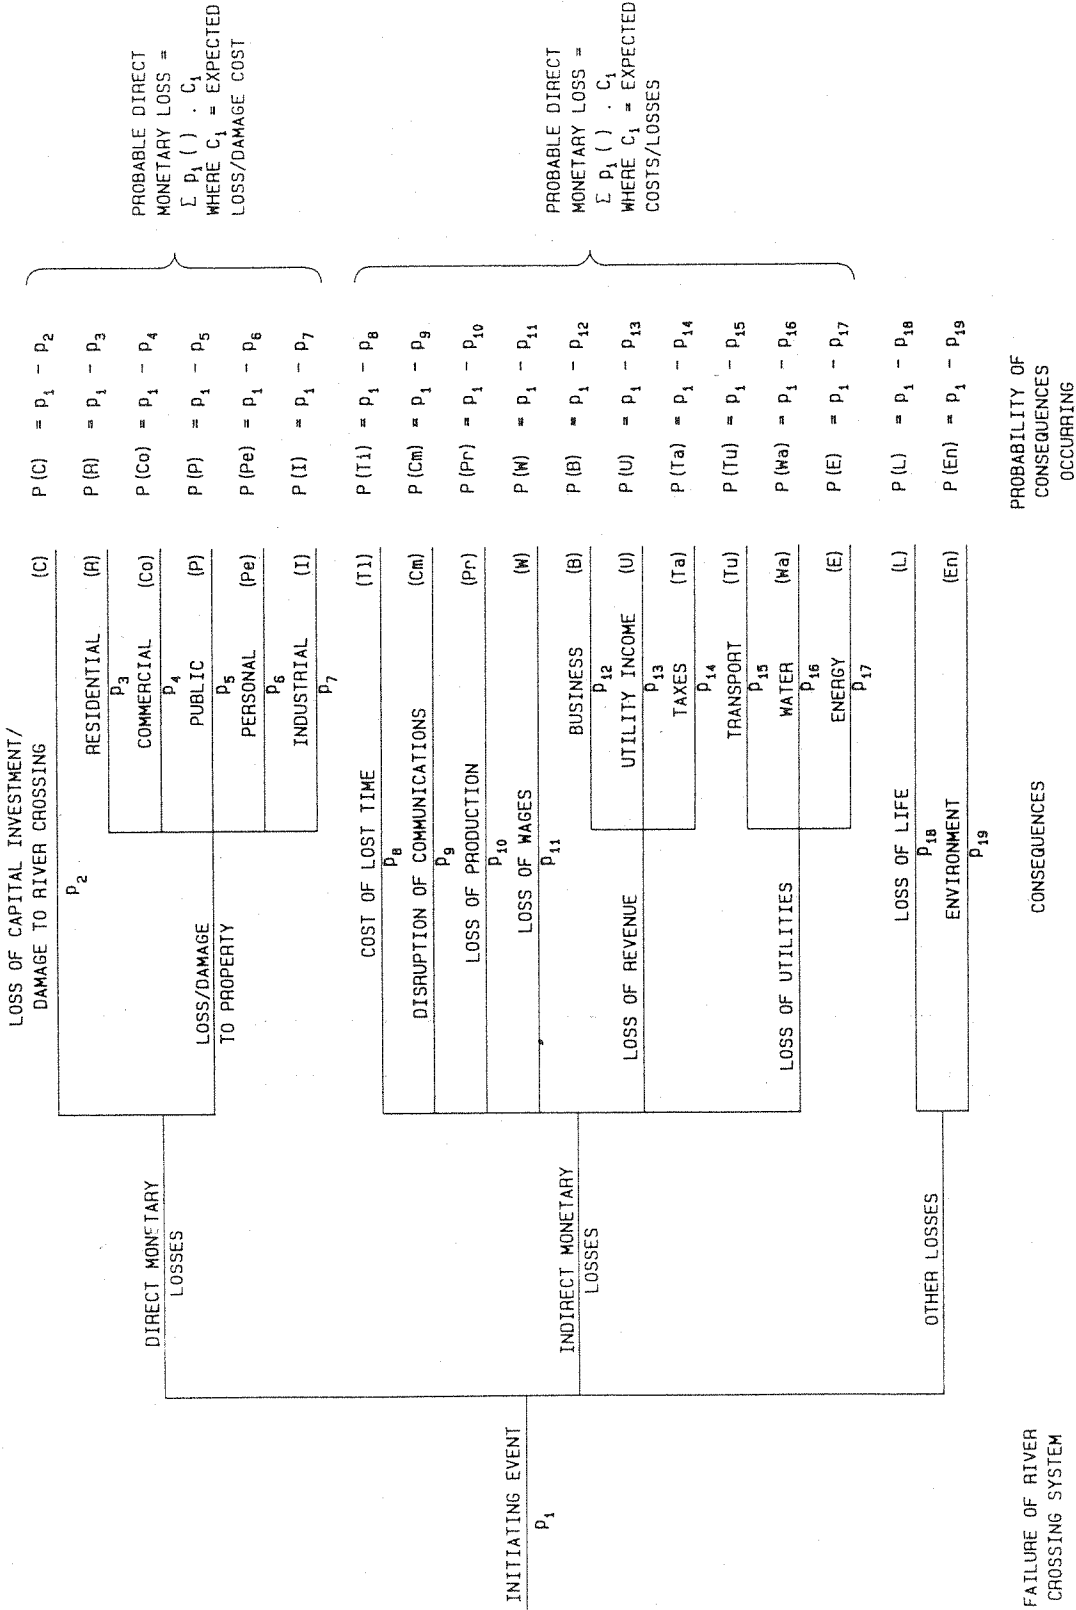 INITIATING EVENT
p1
FAILURE OF RIVER
CROSSING SYSTEM
DIRECT MONETARY
LOSSES
INDIRECT MONETARY
LOSSES
OTHER LOSSES
LOSS OF CAPITAL INVESTMENT/
DAMAGE TO RIVER CROSSING
p2
LOSS/DAMAGE
TO PROPERTY
RESIDENTIAL
p3
COMMERCIAL
p4
PUBLIC
p5
PERSONAL
p6
INDUSTRIAL
p7
COST OF LOST TIME
p8
DISRUPTION OF COMMUNICATIONS
p9
LOSS OF PRODUCTION
p10
LOSS OF WAGES
p11
LOSS OF REVENUE
BUSINESS
p12
UTILITY INCOME
p13
TAXES
p14
LOSS OF UTILITIES
TRANSPORT
p15
WATER
p16
ENERGY
p17
LOSS OF LIFE
p18
ENVIRONMENT
p19
CONSEQUENCES
(C) P(C) = p1 - p2
(R) P(R) = p1 - p3
(Co) P(Co) = p1 - p4
(P) P(P) = p1 - p5
(Pe) P(Pe) = p1 - p6
(I) P(I) = p1 - p7
(Ti) P(Ti) = p1 - p8
(Cm) P(Cm) = p1 - p9
(Pr) P(Pr) = p1 - p10
(W) P(W) = p1 - p11
(B) P(B) = p1 - p12
(U) P(U) = p1 - p13
(Ta) P(Ta) = p1 - p14
(Tu) P(Tu) = p1 - p15
(Wa) P(Wa) = p1 - p16
(E) P(E) = p1 - p17
(L) P(L) = p1 - p18
(En) P(En) = p1 - p19
PROBABILITY OF
CONSEQUENCES
OCCURRING
PROBABLE DIRECT
MONETARY LOSS =
Σ pi ( ) . Ci
WHERE Ci = EXPECTED
LOSS/DAMAGE COST
PROBABLE DIRECT
MONETARY LOSS =
Σ pi ( ) . Ci
WHERE Ci = EXPECTED
COSTS/LOSSES